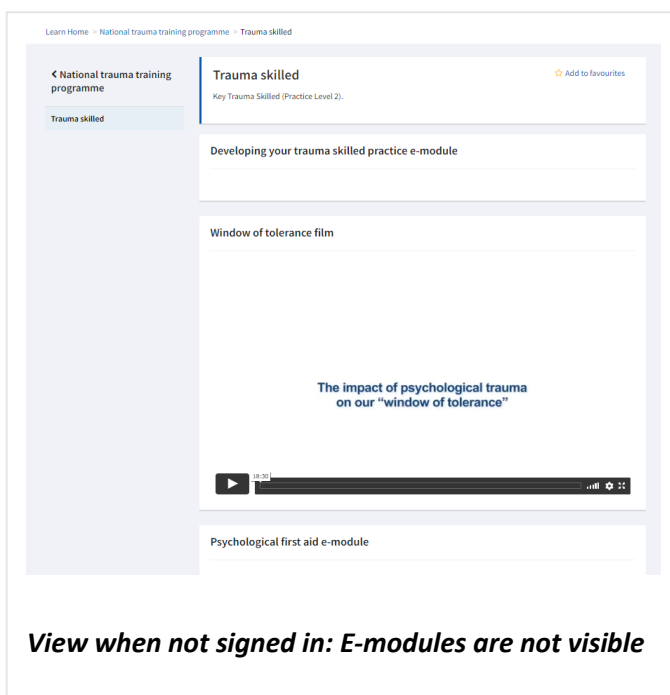 Learn Home > National trauma training programme > Trauma skilled
National trauma training
programme
Trauma skilled
Trauma skilled
Add to favourites
Key Trauma Skilled (Practice Level 2).
Developing your trauma skilled practice e-module
Window of tolerance film
The impact of psychological trauma
on our “window of tolerance”
18:30
Psychological first aid e-module
View when not signed in: E-modules are not visible